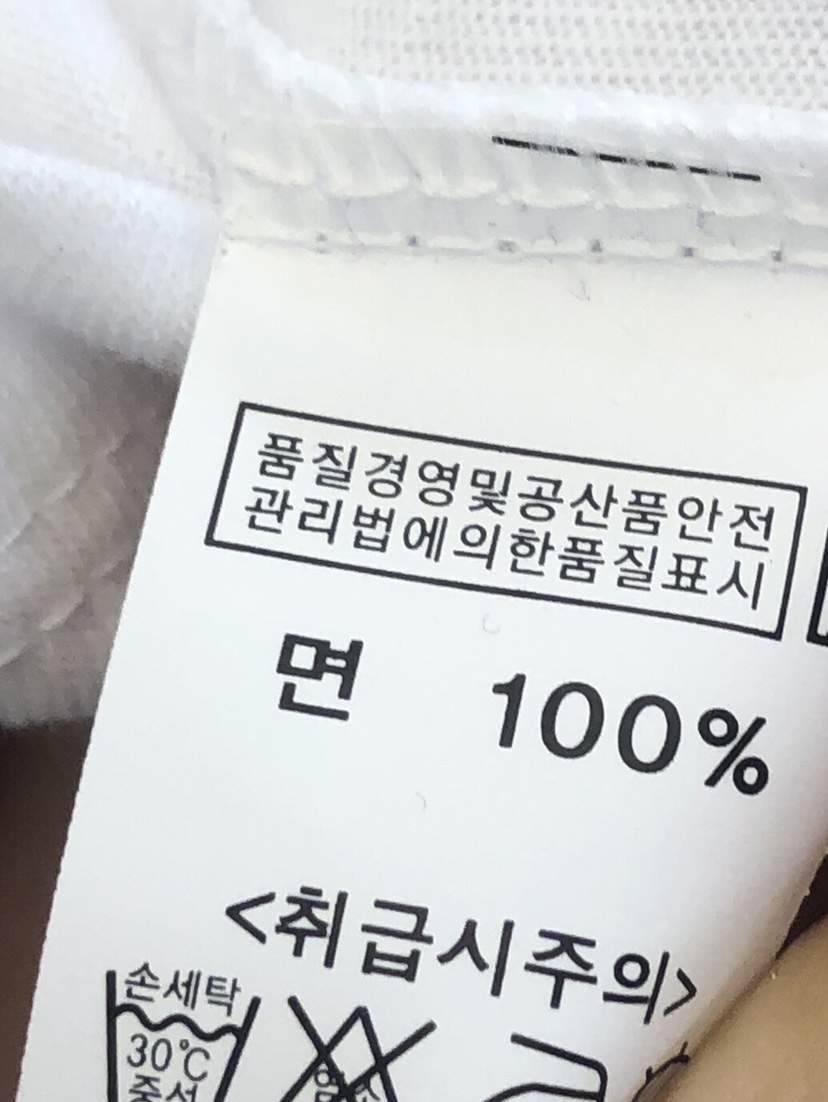 품질경영및공산품안전
관리법에의한품질표시
면 100%
<취급시주의>
손세탁
30℃